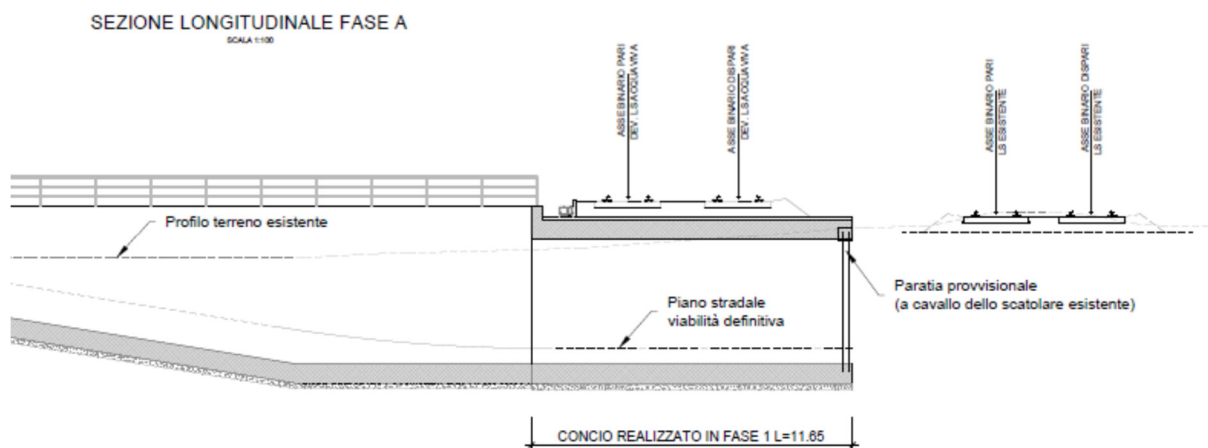 SEZIONE LONGITUDINALE FASE A
SCALA 1:100
ASSE BINARIO PARI
DEV. LS ACQUAVIVA
ASSE BINARIO DISPARI
DEV. LS ACQUAVIVA
ASSE BINARIO PARI
LS ESISTENTE
ASSE BINARIO DISPARI
LS ESISTENTE
Profilo terreno esistente
Paratia provvisionale
(a cavallo dello scatolare esistente)
Piano stradale
viabilità definitiva
CONCIO REALIZZATO IN FASE 1 L=11.65